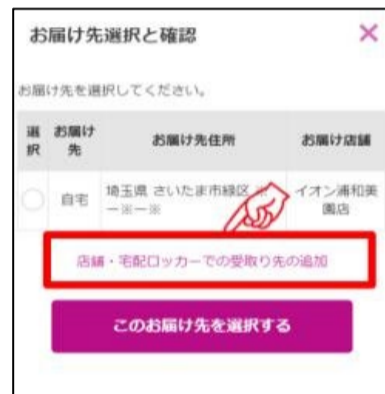 お届け先選択と確認
お届け先を選択してください。
選択 お届け先 お届け先住所 お届け店舗
自宅 埼玉県 さいたま市緑区 ※ー※ー※ イオン浦和美園店
店舗・宅配ロッカーでの受取り先の追加
このお届け先を選択する